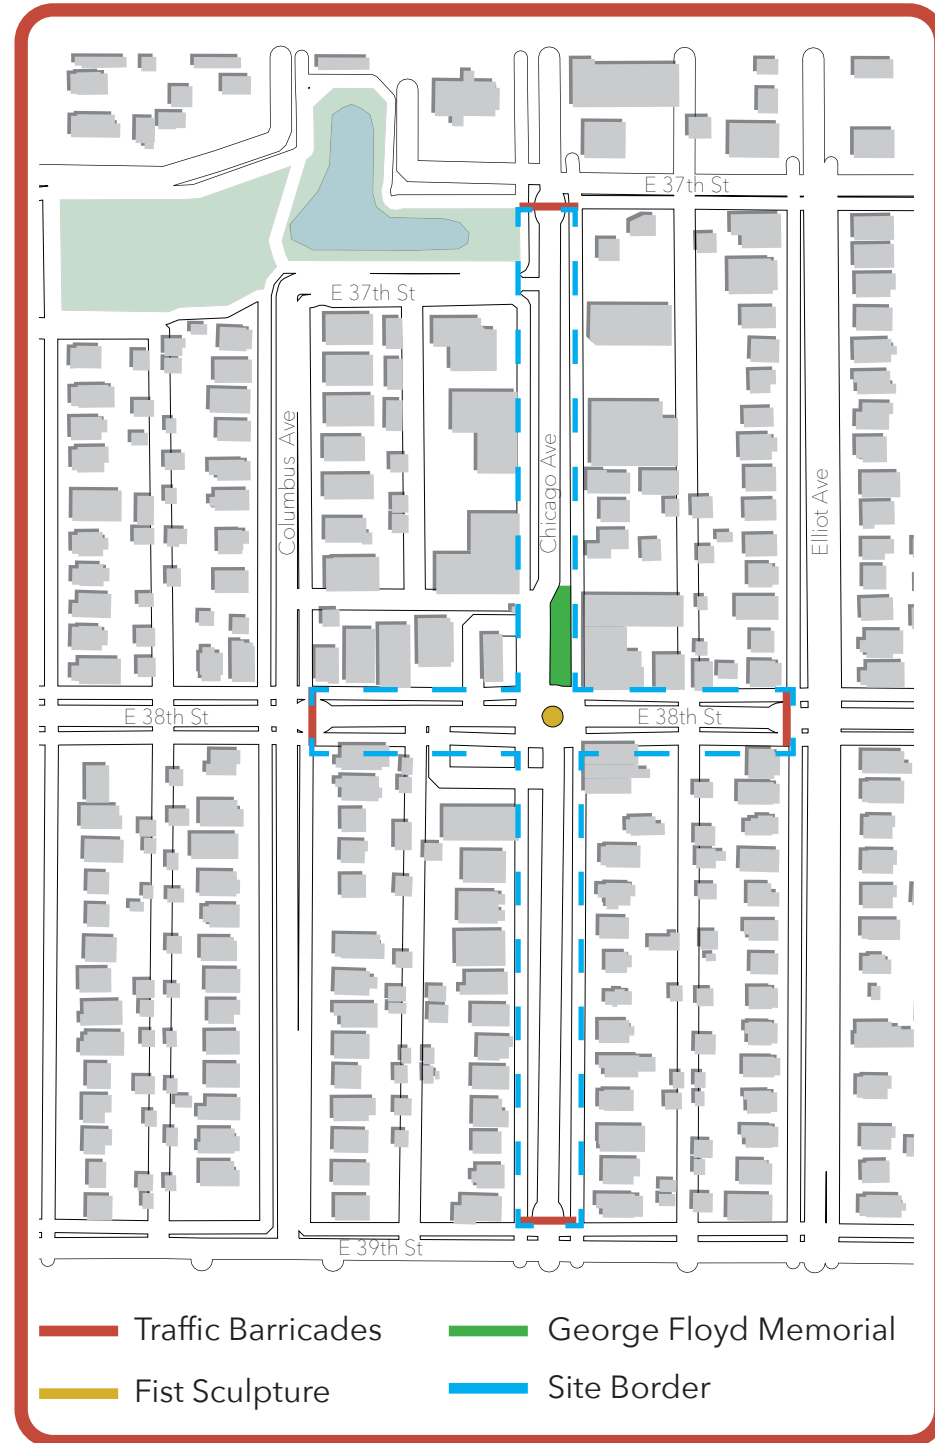 E 37th St
E 37th St
Columbus Ave
Chicago Ave
Elliot Ave
E 38th St
E 38th St
E 39th St
Traffic Barricades
George Floyd Memorial
Fist Sculpture
Site Border